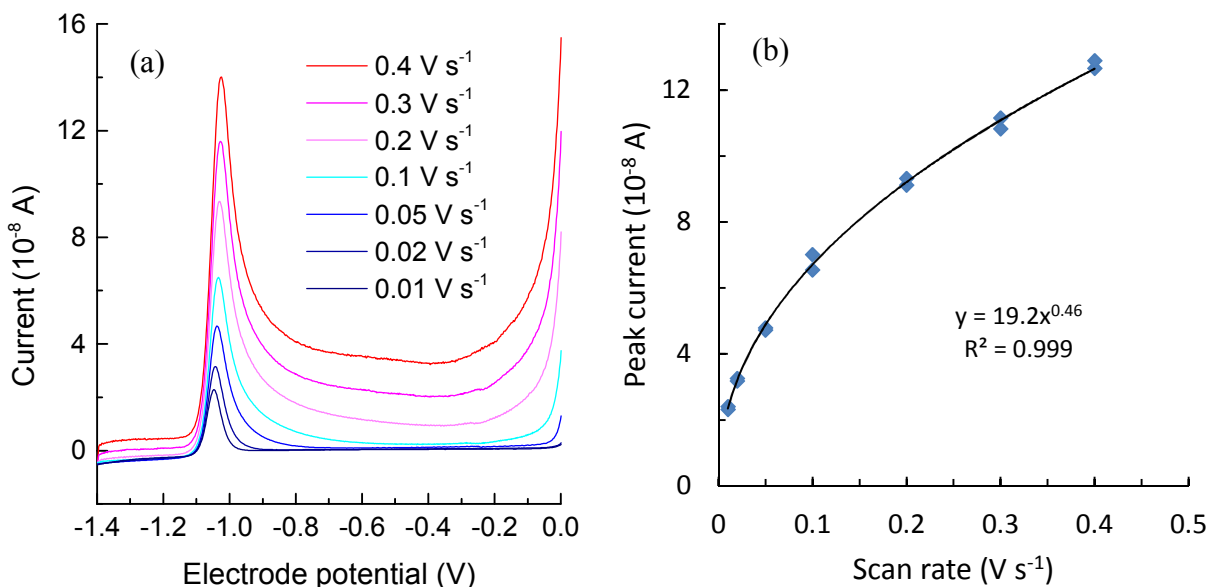 (a)
16
12
8
4
0
Current (10⁻⁸ A)
0.4 V s⁻¹
0.3 V s⁻¹
0.2 V s⁻¹
0.1 V s⁻¹
0.05 V s⁻¹
0.02 V s⁻¹
0.01 V s⁻¹
-1.4 -1.2 -1.0 -0.8 -0.6 -0.4 -0.2 0.0
Electrode potential (V)
(b)
12
8
4
0
Peak current (10⁻⁸ A)
y = 19.2x⁰·⁴⁶
R² = 0.999
0 0.1 0.2 0.3 0.4 0.5
Scan rate (V s⁻¹)